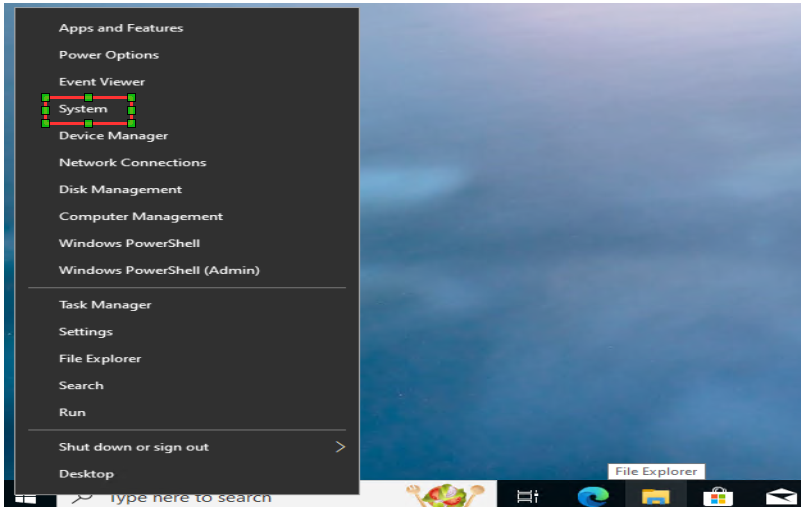 Apps and Features
Power Options
Event Viewer
System
Device Manager
Network Connections
Disk Management
Computer Management
Windows PowerShell
Windows PowerShell (Admin)
Task Manager
Settings
File Explorer
Search
Run
Shut down or sign out
Desktop
File Explorer
Type here to search